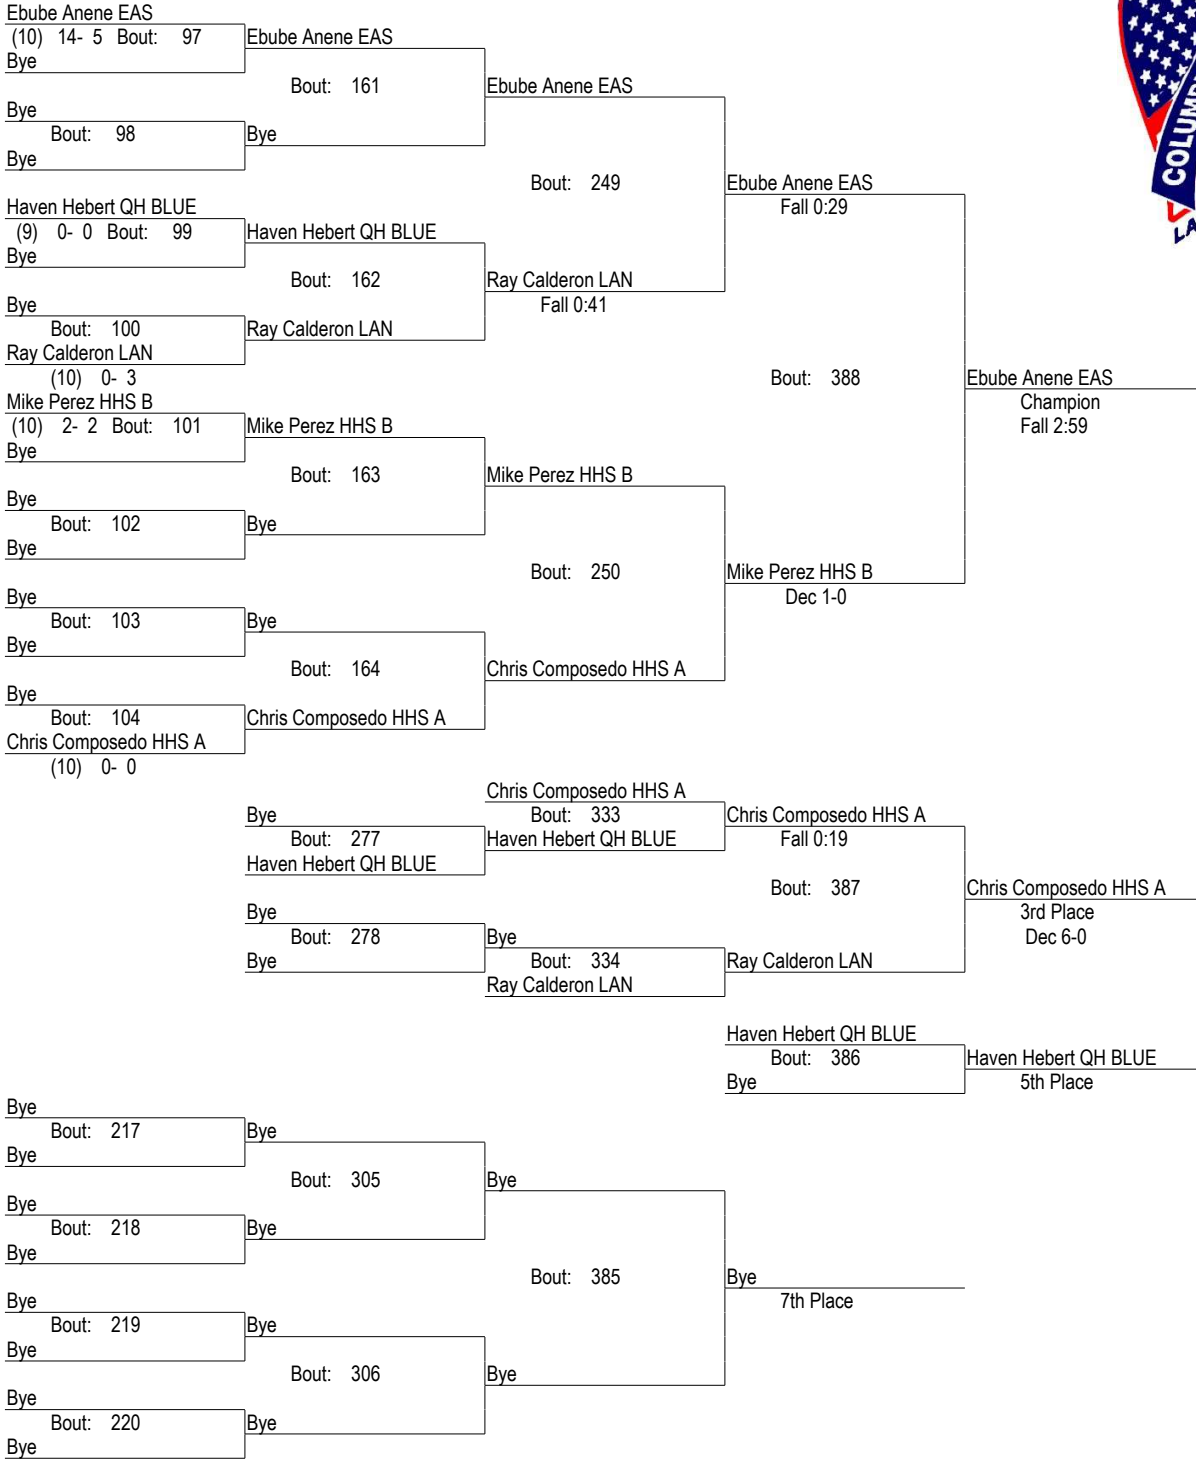 Ebube Anene EAS
(10) 14- 5 Bout: 97 Ebube Anene EAS
Bye
Bout: 161 Ebube Anene EAS
Bye
Bout: 98 Bye
Bye
Bout: 249 Ebube Anene EAS
Fall 0:29
Haven Hebert QH BLUE
(9) 0- 0 Bout: 99 Haven Hebert QH BLUE
Bye
Bout: 162 Ray Calderon LAN
Fall 0:41
Bye
Bout: 100 Ray Calderon LAN
Ray Calderon LAN
(10) 0- 3
Bout: 388 Ebube Anene EAS
Champion
Fall 2:59
Mike Perez HHS B
(10) 2- 2 Bout: 101 Mike Perez HHS B
Bye
Bout: 163 Mike Perez HHS B
Bye
Bout: 102 Bye
Bye
Bout: 250 Mike Perez HHS B
Dec 1-0
Bye
Bout: 103 Bye
Bye
Bout: 164 Chris Composedo HHS A
Bye
Bout: 104 Chris Composedo HHS A
Chris Composedo HHS A
(10) 0- 0
Chris Composedo HHS A
Bye Bout: 333 Chris Composedo HHS A
Bout: 277 Haven Hebert QH BLUE Fall 0:19
Haven Hebert QH BLUE
Bout: 387 Chris Composedo HHS A
Bye 3rd Place
Bout: 278 Bye Dec 6-0
Bye Bout: 334 Ray Calderon LAN
Ray Calderon LAN
Haven Hebert QH BLUE
Bout: 386 Haven Hebert QH BLUE
Bye 5th Place
Bye
Bout: 217 Bye
Bye
Bout: 305 Bye
Bye
Bout: 218 Bye
Bye
Bout: 385 Bye
7th Place
Bye
Bout: 219 Bye
Bye
Bout: 306 Bye
Bye
Bout: 220 Bye
Bye